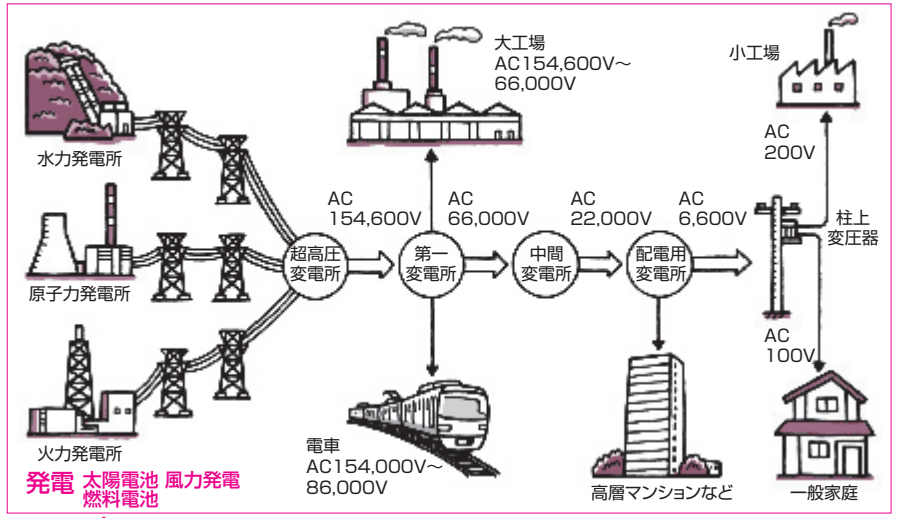 水力発電所
原子力発電所
火力発電所
発電 太陽電池 風力発電
燃料電池
超高圧
変電所
AC
154,600V
大工場
AC154,600V～
66,000V
第一
変電所
電車
AC154,000V～
86,000V
AC
66,000V
中間
変電所
AC
22,000V
配電用
変電所
高層マンションなど
AC
6,600V
柱上
変圧器
小工場
AC
200V
AC
100V
一般家庭